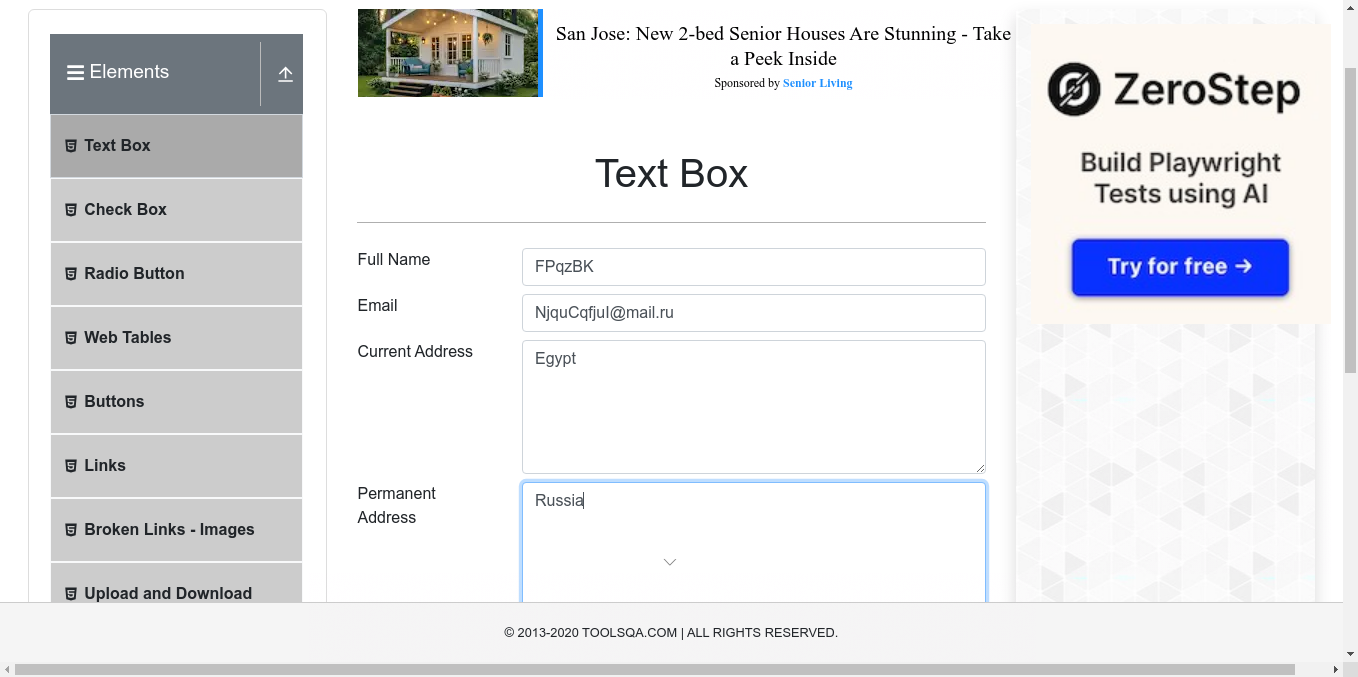 Elements
Text Box
Check Box
Radio Button
Web Tables
Buttons
Links
Broken Links - Images
Upload and Download
San Jose: New 2-bed Senior Houses Are Stunning - Take
a Peek Inside
Sponsored by Senior Living
Text Box
Full Name
FPqzBK
Email
NjquCqfjul@mail.ru
Current Address
Egypt
Permanent
Address
Russia
ZeroStep
Build Playwright
Tests using AI
Try for free →
© 2013-2020 TOOLSQA.COM | ALL RIGHTS RESERVED.